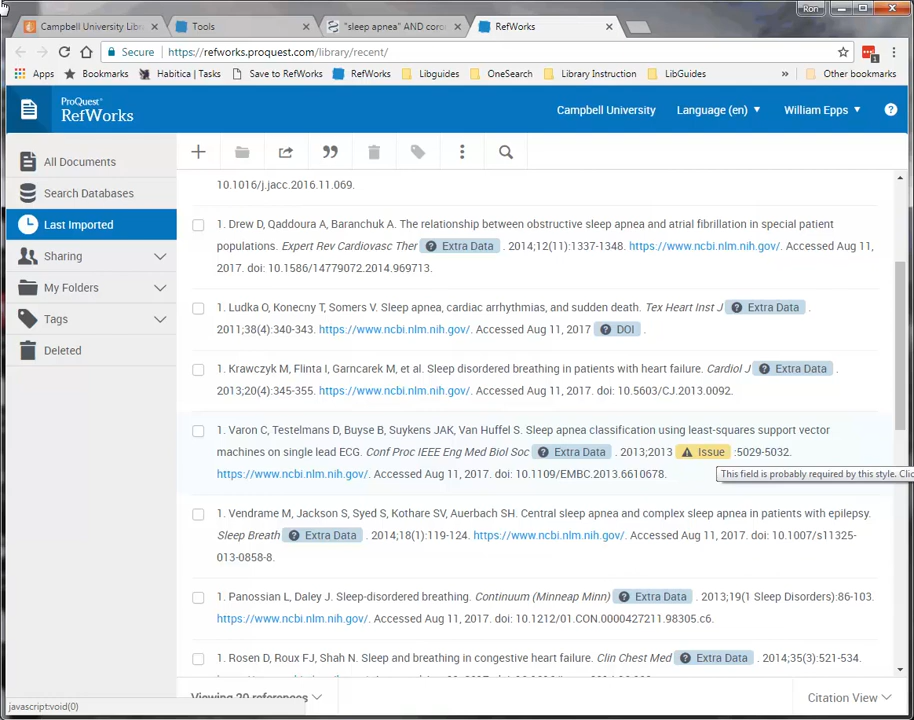 Ron
Campbell University Libr
Tools
"sleep apnea" AND coro
RefWorks
Secure https://refworks.proquest.com/library/recent/
1
Apps Bookmarks Habitica | Tasks Save to RefWorks RefWorks Libguides OneSearch Library Instruction LibGuides » Other bookmarks
ProQuest
RefWorks
Campbell University Language (en) William Epps ?
All Documents
Search Databases
Last Imported
Sharing
My Folders
Tags
Deleted
10.1016/j.jacc.2016.11.069.
1. Drew D, Qaddoura A, Baranchuk A. The relationship between obstructive sleep apnea and atrial fibrillation in special patient
populations. Expert Rev Cardiovasc Ther ? Extra Data . 2014;12(11):1337-1348. https://www.ncbi.nlm.nih.gov/. Accessed Aug 11,
2017. doi: 10.1586/14779072.2014.969713.
1. Ludka O, Konecny T, Somers V. Sleep apnea, cardiac arrhythmias, and sudden death. Tex Heart Inst J ? Extra Data .
2011;38(4):340-343. https://www.ncbi.nlm.nih.gov/. Accessed Aug 11, 2017 ? DOI .
1. Krawczyk M, Flinta I, Garncarek M, et al. Sleep disordered breathing in patients with heart failure. Cardiol J ? Extra Data .
2013;20(4):345-355. https://www.ncbi.nlm.nih.gov/. Accessed Aug 11, 2017. doi: 10.5603/CJ.2013.0092.
1. Varon C, Testelmans D, Buyse B, Suykens JAK, Van Huffel S. Sleep apnea classification using least-squares support vector
machines on single lead ECG. Conf Proc IEEE Eng Med Biol Soc ? Extra Data . 2013;2013 Issue :5029-5032.
https://www.ncbi.nlm.nih.gov/. Accessed Aug 11, 2017. doi: 10.1109/EMBC.2013.6610678.
This field is probably required by this style. Clic
1. Vendrame M, Jackson S, Syed S, Kothare SV, Auerbach SH. Central sleep apnea and complex sleep apnea in patients with epilepsy.
Sleep Breath ? Extra Data . 2014;18(1):119-124. https://www.ncbi.nlm.nih.gov/. Accessed Aug 11, 2017. doi: 10.1007/s11325-
013-0858-8.
1. Panossian L, Daley J. Sleep-disordered breathing. Continuum (Minneap Minn) ? Extra Data . 2013;19(1 Sleep Disorders):86-103.
https://www.ncbi.nlm.nih.gov/. Accessed Aug 11, 2017. doi: 10.1212/01.CON.0000427211.98305.c6.
1. Rosen D, Roux FJ, Shah N. Sleep and breathing in congestive heart failure. Clin Chest Med ? Extra Data . 2014;35(3):521-534.
Viewing 20 references
Citation View
javascript:void(0)